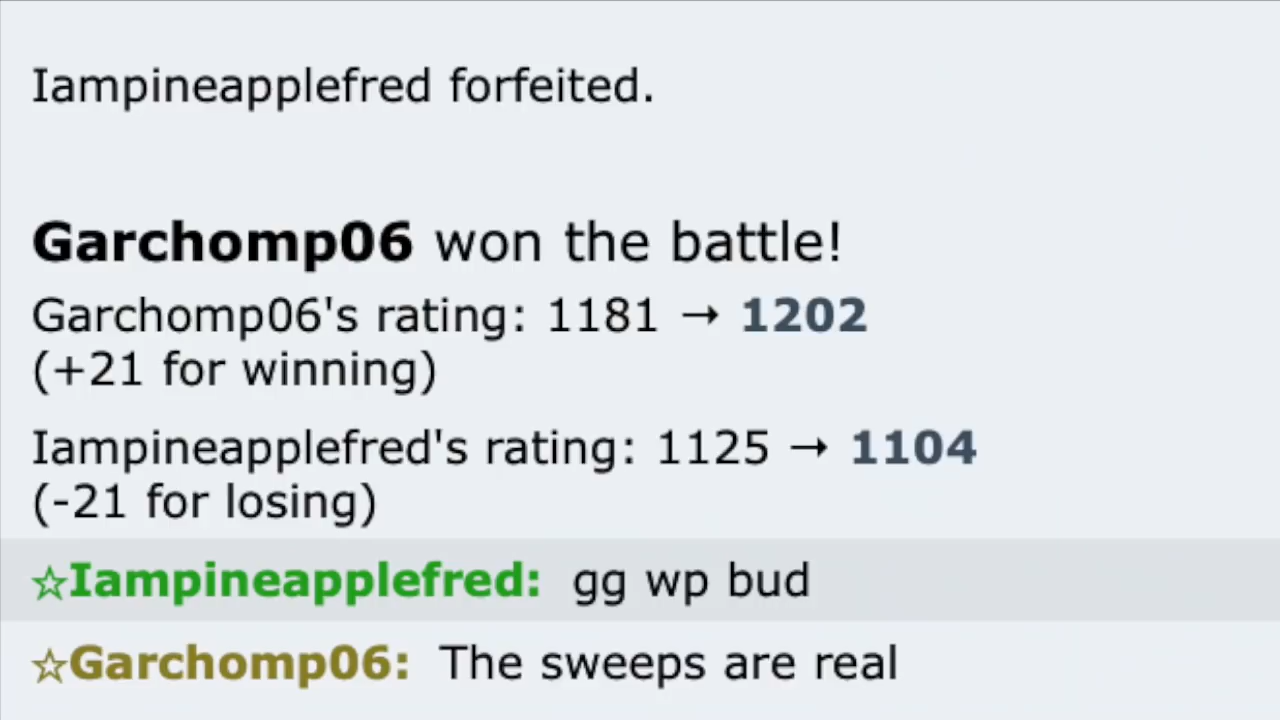 Iampineapplefred forfeited.
Garchomp06 won the battle!
Garchomp06's rating: 1181 → 1202
(+21 for winning)
Iampineapplefred's rating: 1125 → 1104
(-21 for losing)
☆Iampineapplefred: gg wp bud
☆Garchomp06: The sweeps are real